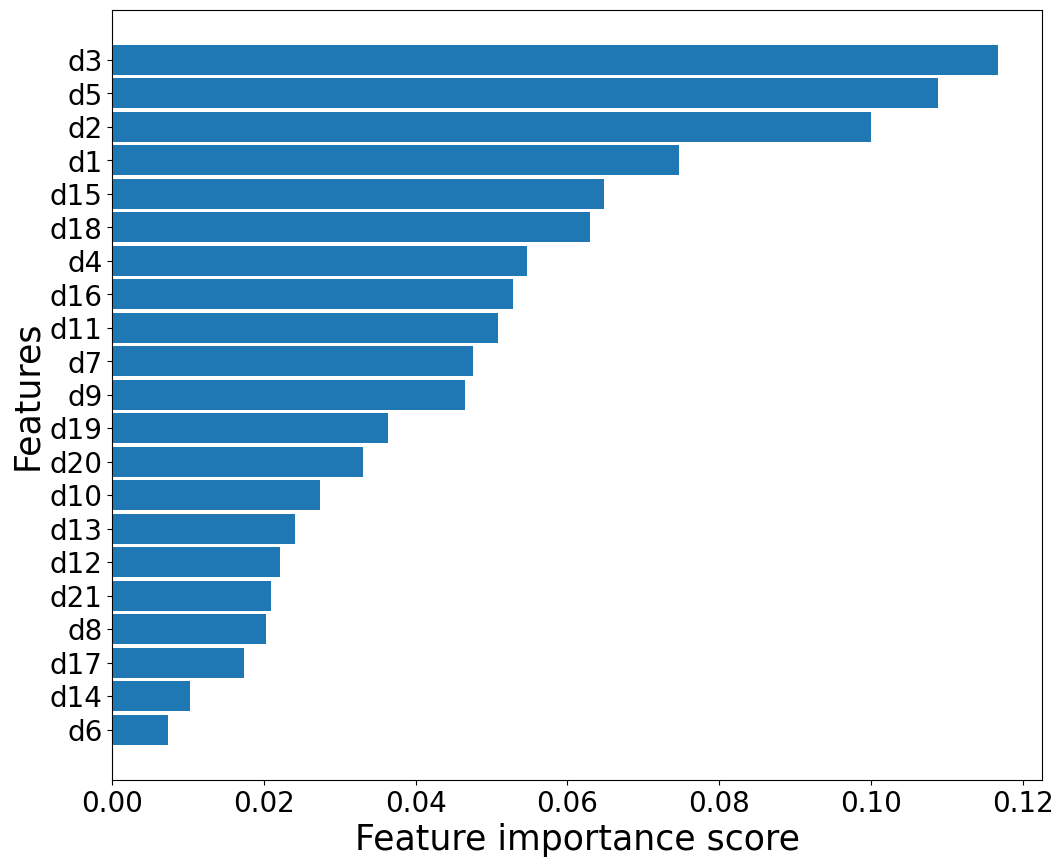 Features
d3
d5
d2
d1
d15
d18
d4
d16
d11
d7
d9
d19
d20
d10
d13
d12
d21
d8
d17
d14
d6
0.00 0.02 0.04 0.06 0.08 0.10 0.12
Feature importance score